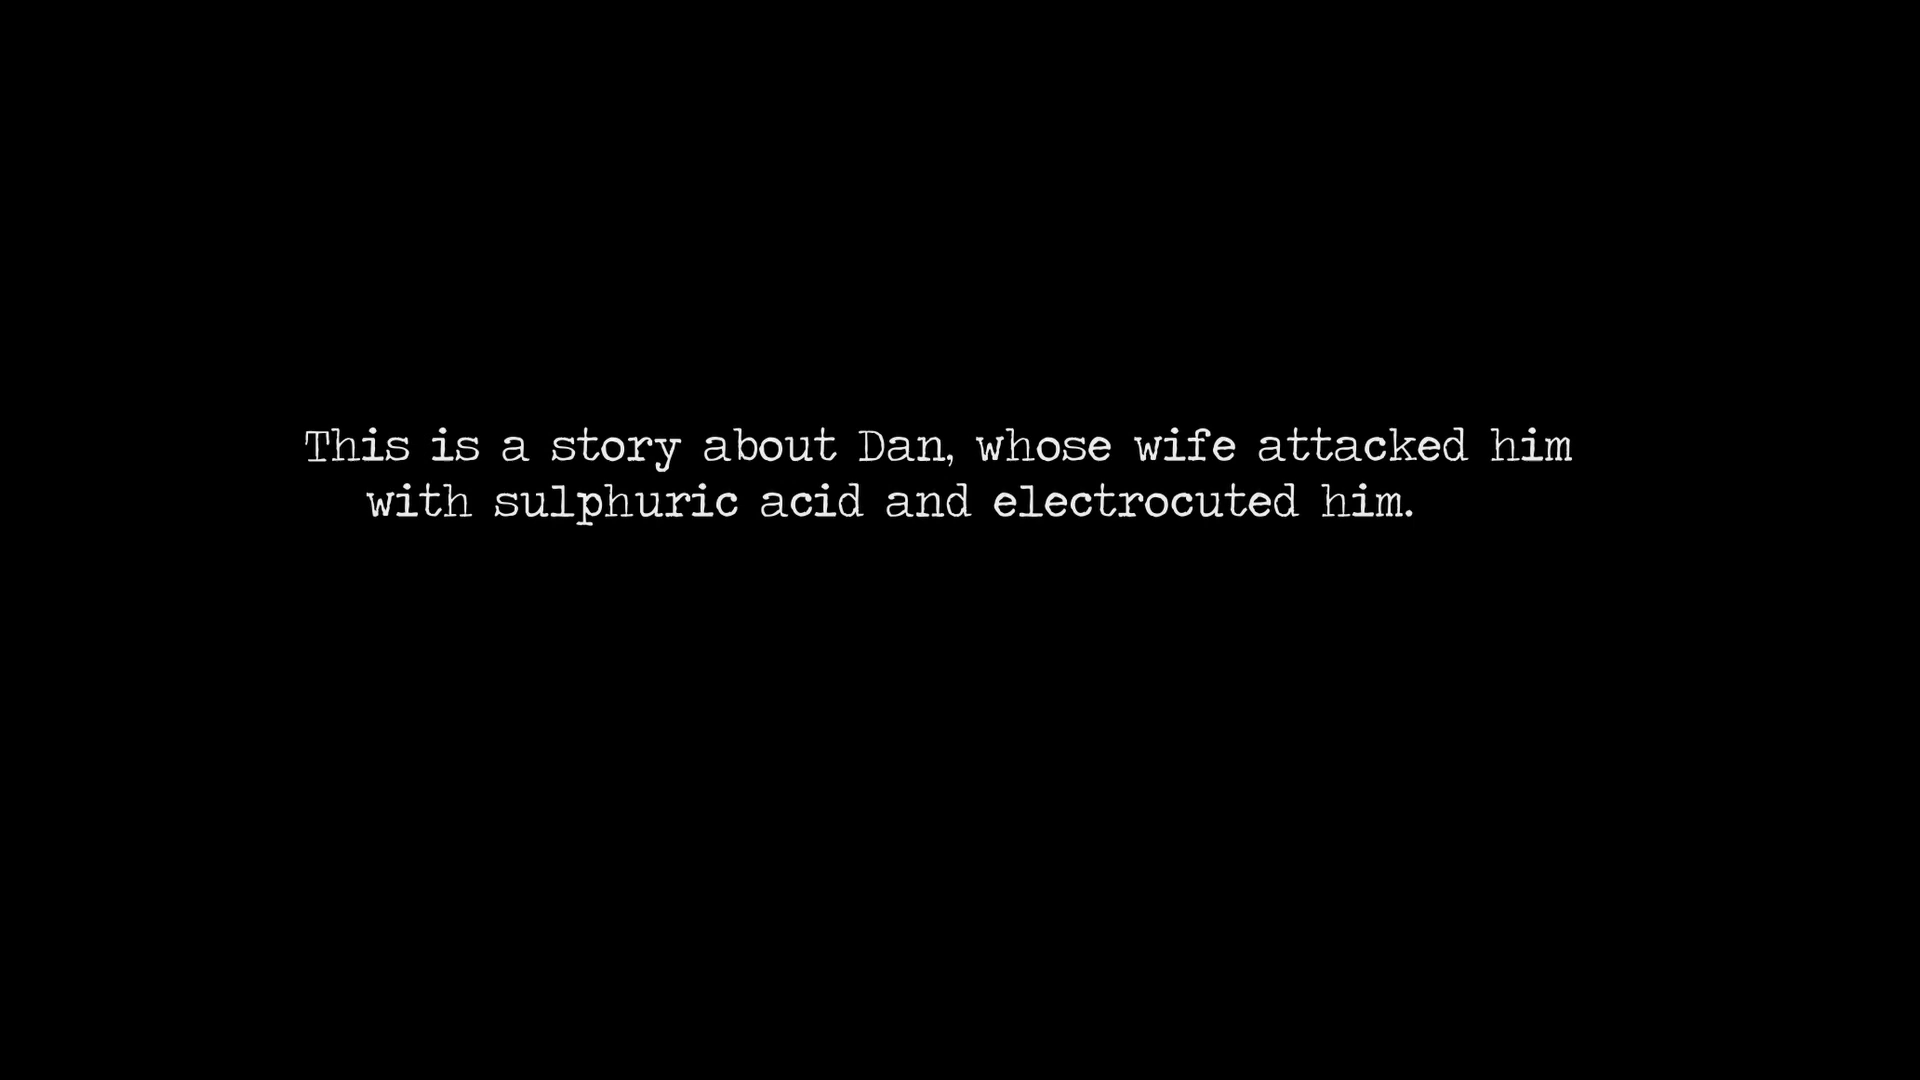 This is a story about Dan, whose wife attacked him
with sulphuric acid and electrocuted him.